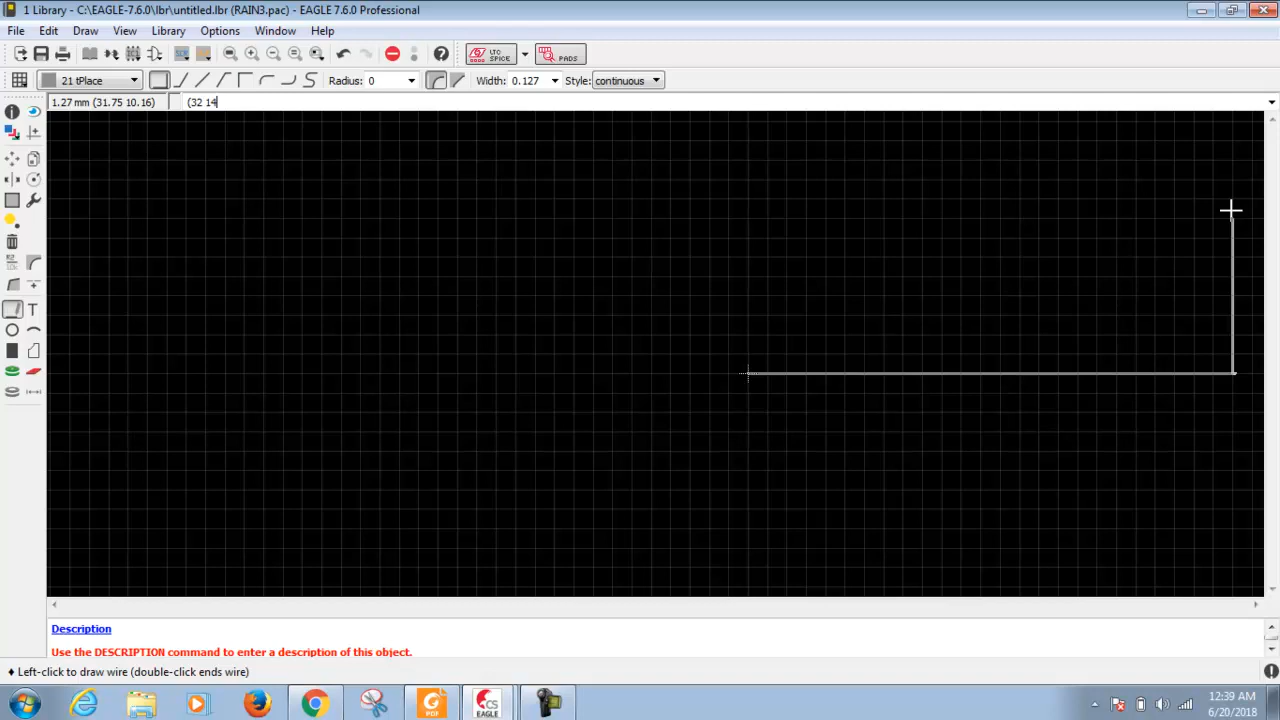 1 Library - C:\EAGLE-7.6.0\lbr\untitled.lbr (RAIN3.pac) - EAGLE 7.6.0 Professional
File Edit Draw View Library Options Window Help
LTC SPICE PADS
21 tPlace Radius: 0 Width: 0.127 Style: continuous
1.27 mm (31.75 10.16) (32 14
Description
Use the DESCRIPTION command to enter a description of this object.
♦ Left-click to draw wire (double-click ends wire)
12:39 AM
6/20/2018